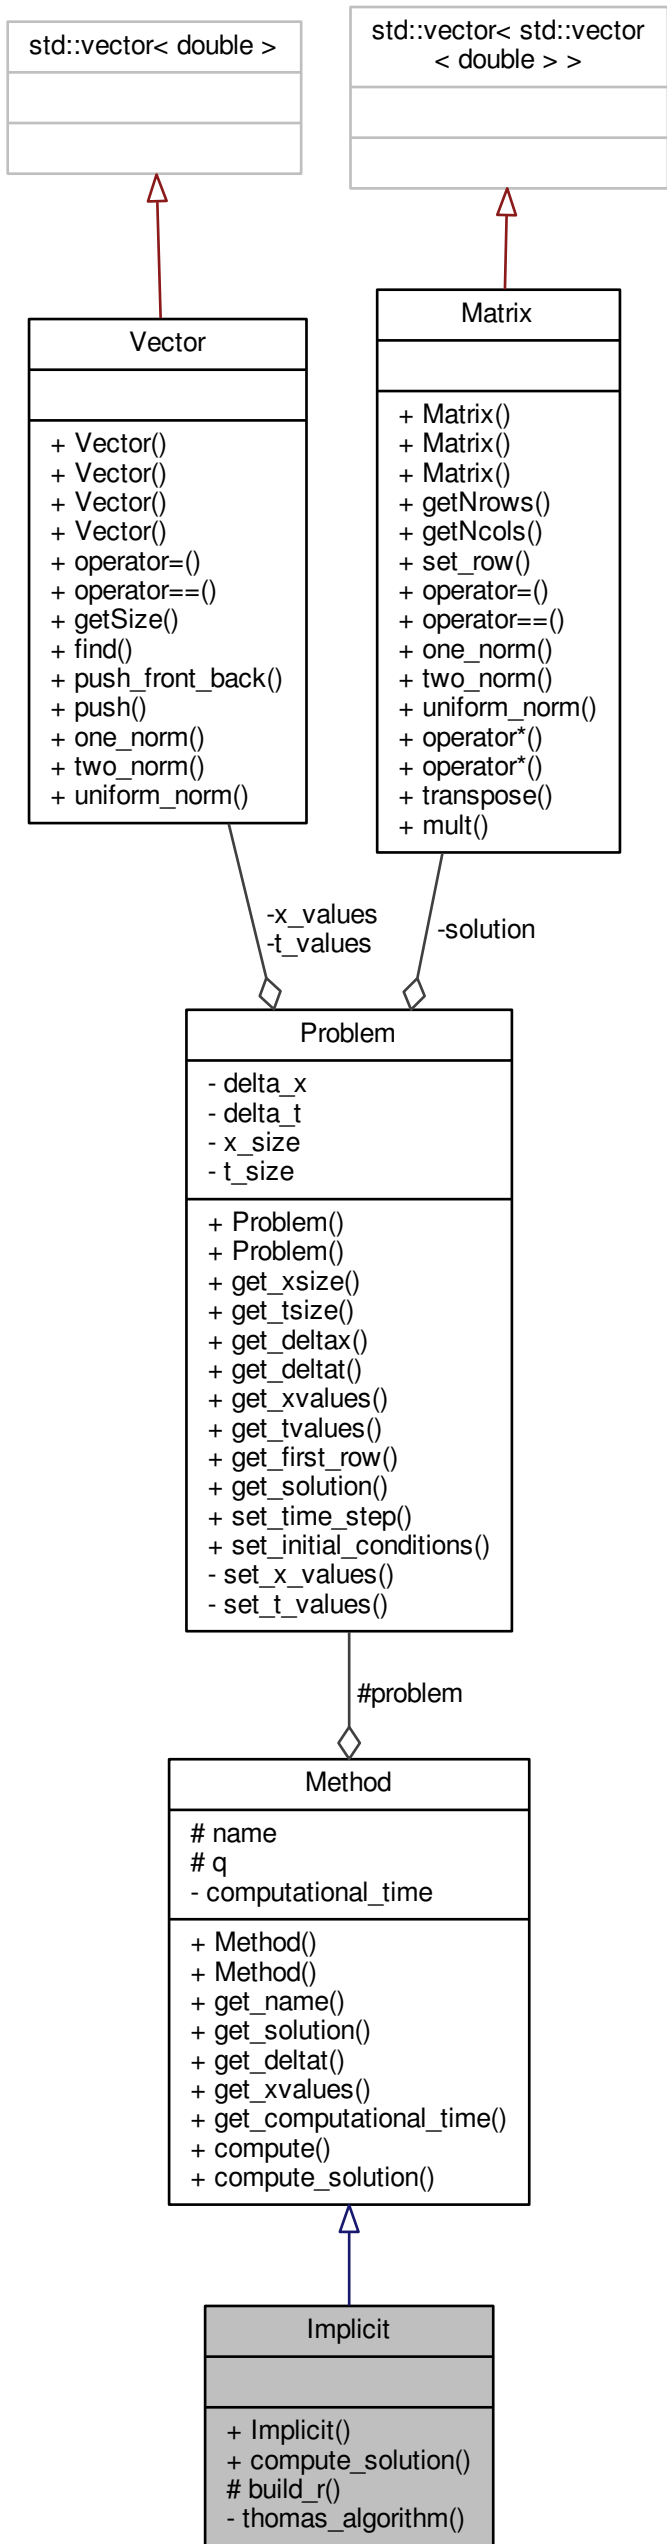 std::vector< double >
std::vector< std::vector
< double > >
Vector
+ Vector()
+ Vector()
+ Vector()
+ Vector()
+ operator=()
+ operator==()
+ getSize()
+ find()
+ push_front_back()
+ push()
+ one_norm()
+ two_norm()
+ uniform_norm()
Matrix
+ Matrix()
+ Matrix()
+ Matrix()
+ getNrows()
+ getNcols()
+ set_row()
+ operator=()
+ operator==()
+ one_norm()
+ two_norm()
+ uniform_norm()
+ operator*()
+ operator*()
+ transpose()
+ mult()
-x_values
-t_values
-solution
Problem
- delta_x
- delta_t
- x_size
- t_size
+ Problem()
+ Problem()
+ get_xsize()
+ get_tsize()
+ get_deltax()
+ get_deltat()
+ get_xvalues()
+ get_tvalues()
+ get_first_row()
+ get_solution()
+ set_time_step()
+ set_initial_conditions()
- set_x_values()
- set_t_values()
#problem
Method
# name
# q
- computational_time
+ Method()
+ Method()
+ get_name()
+ get_solution()
+ get_deltat()
+ get_xvalues()
+ get_computational_time()
+ compute()
+ compute_solution()
Implicit
+ Implicit()
+ compute_solution()
# build_r()
- thomas_algorithm()